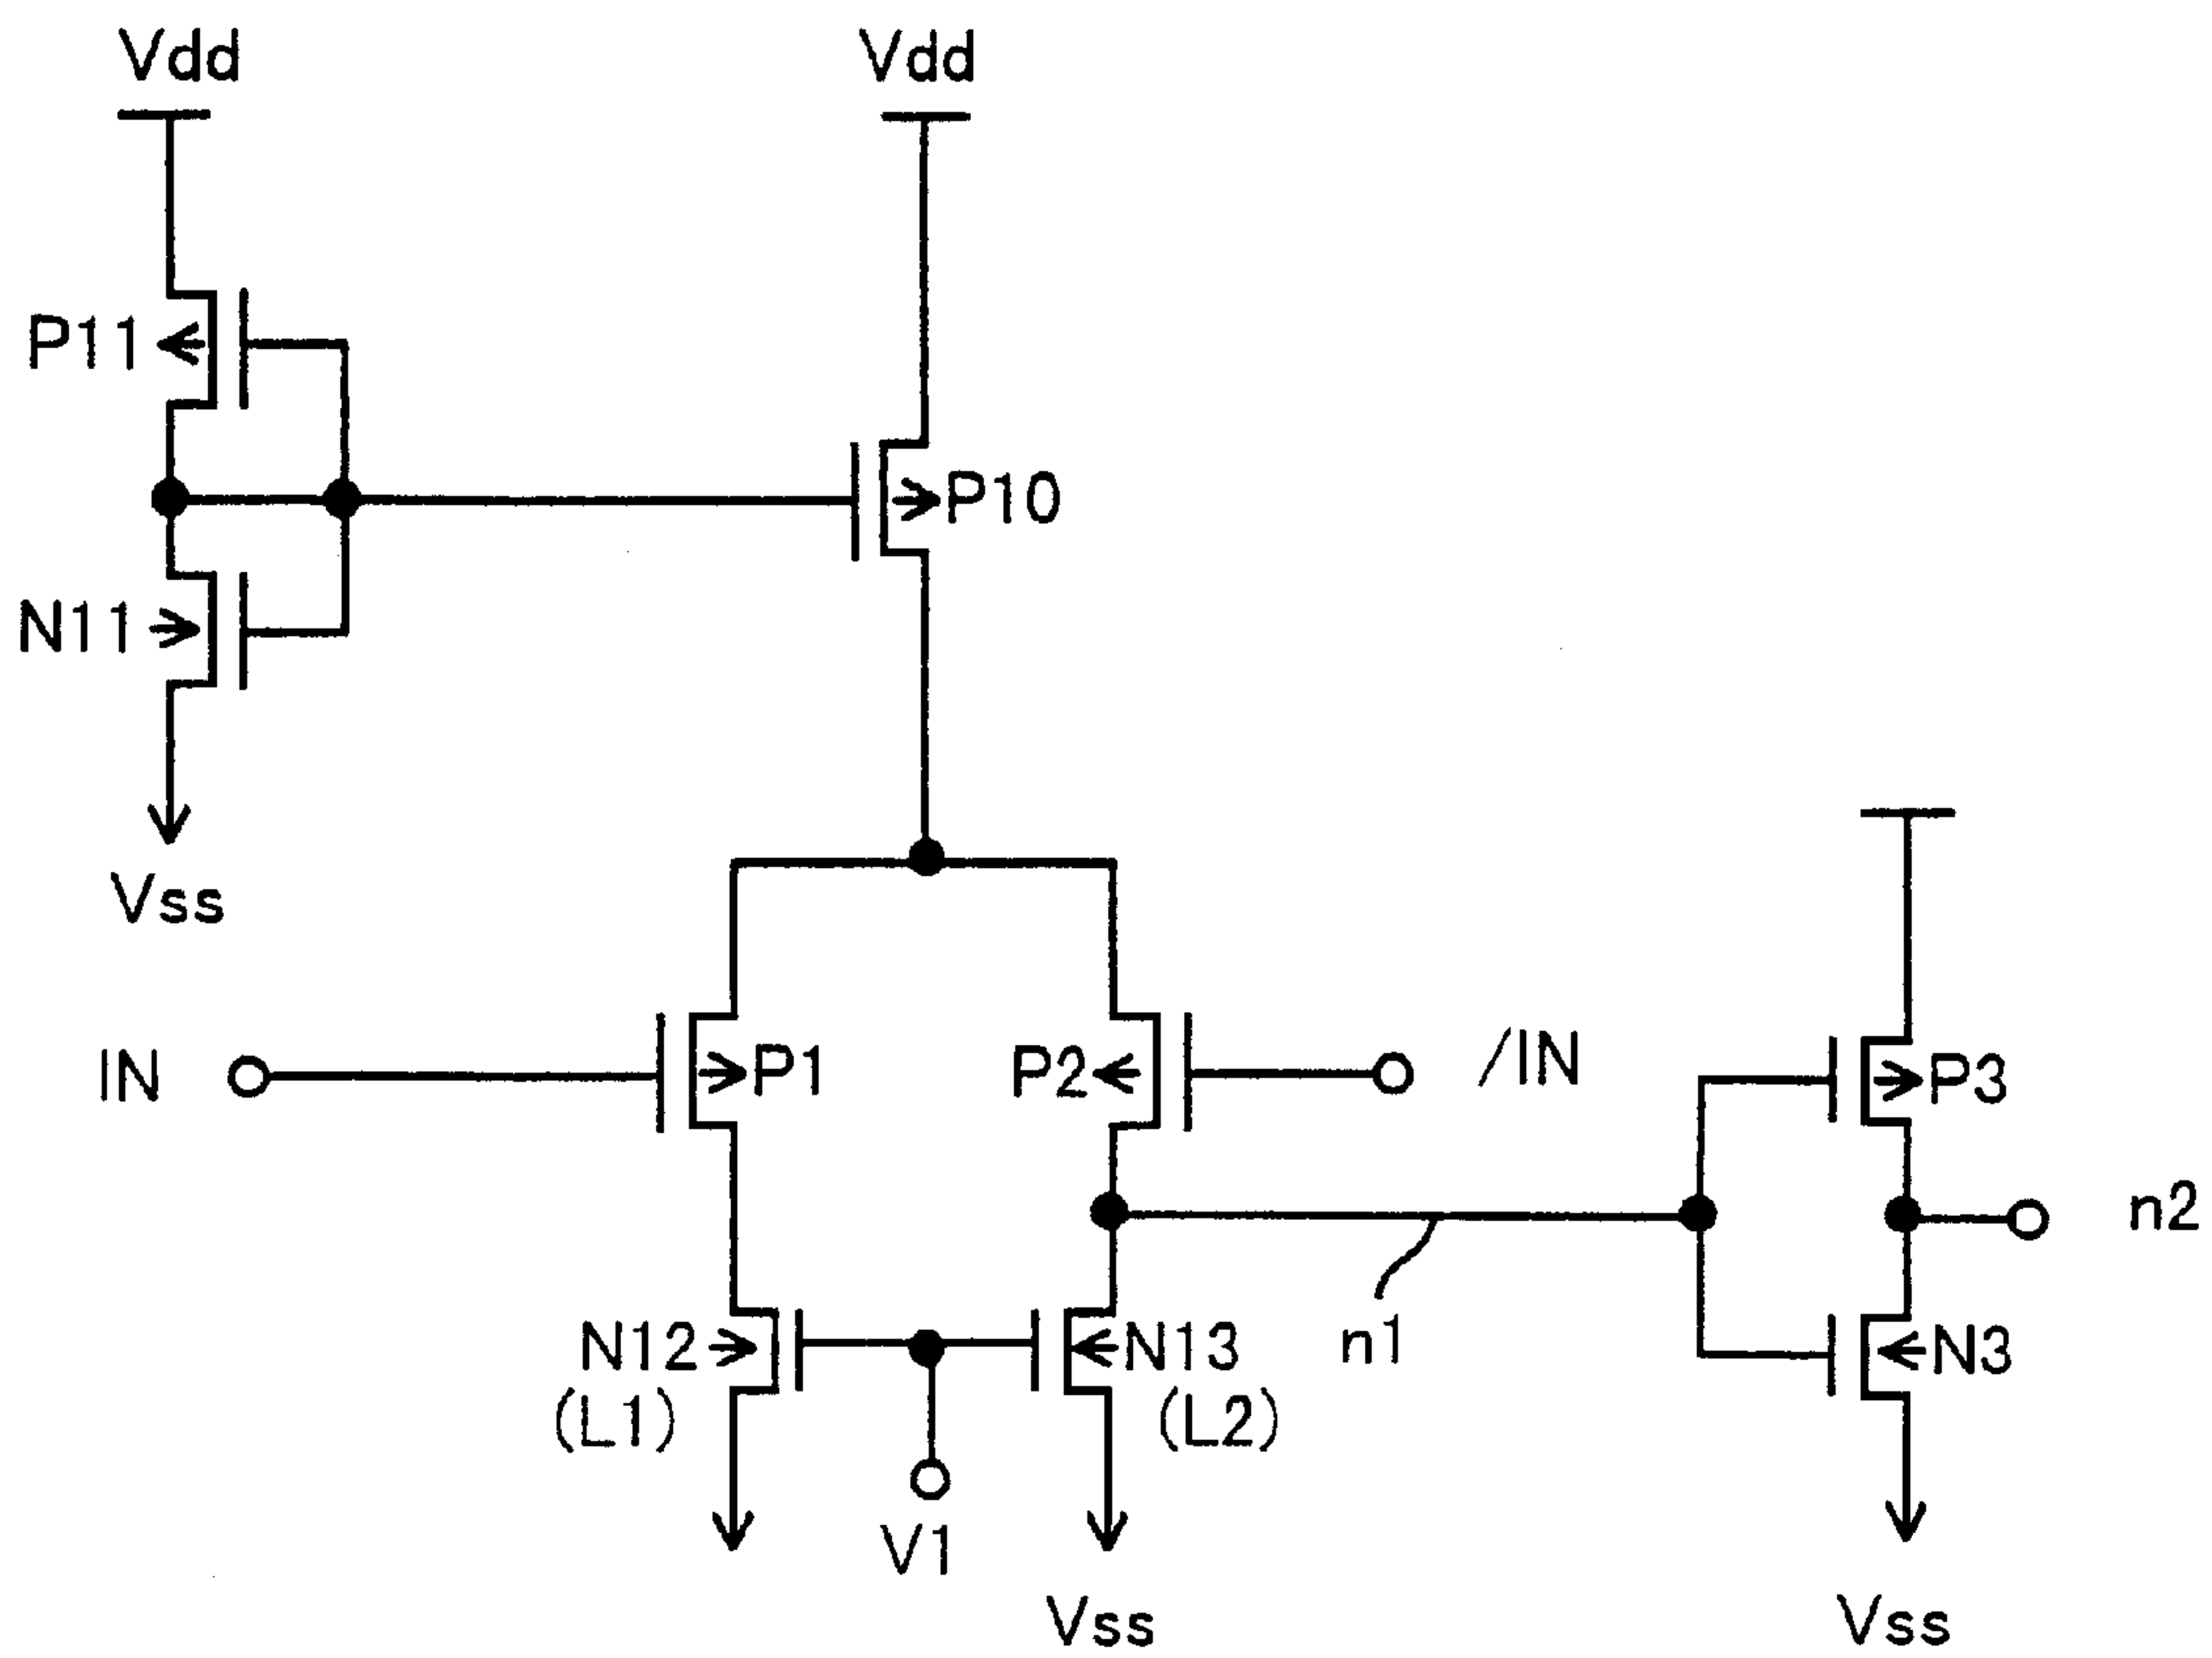 Vdd
Vdd
P11
P10
N11
Vss
IN
P1
P2
/IN
P3
n2
N12
(L1)
N13
(L2)
n1
N3
V1
Vss
Vss